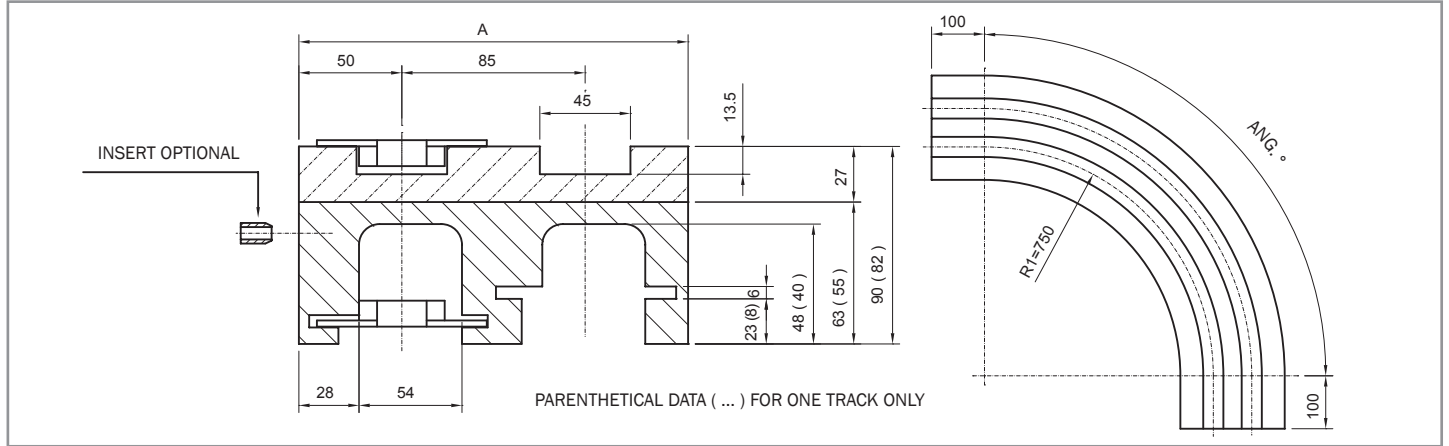 A
100
50
85
45
13.5
ANG. °
INSERT OPTIONAL
27
R1=750
6
23 (8)
48 ( 40 )
63 ( 55 )
90 ( 82 )
28
54
PARENTHETICAL DATA ( ... ) FOR ONE TRACK ONLY
100